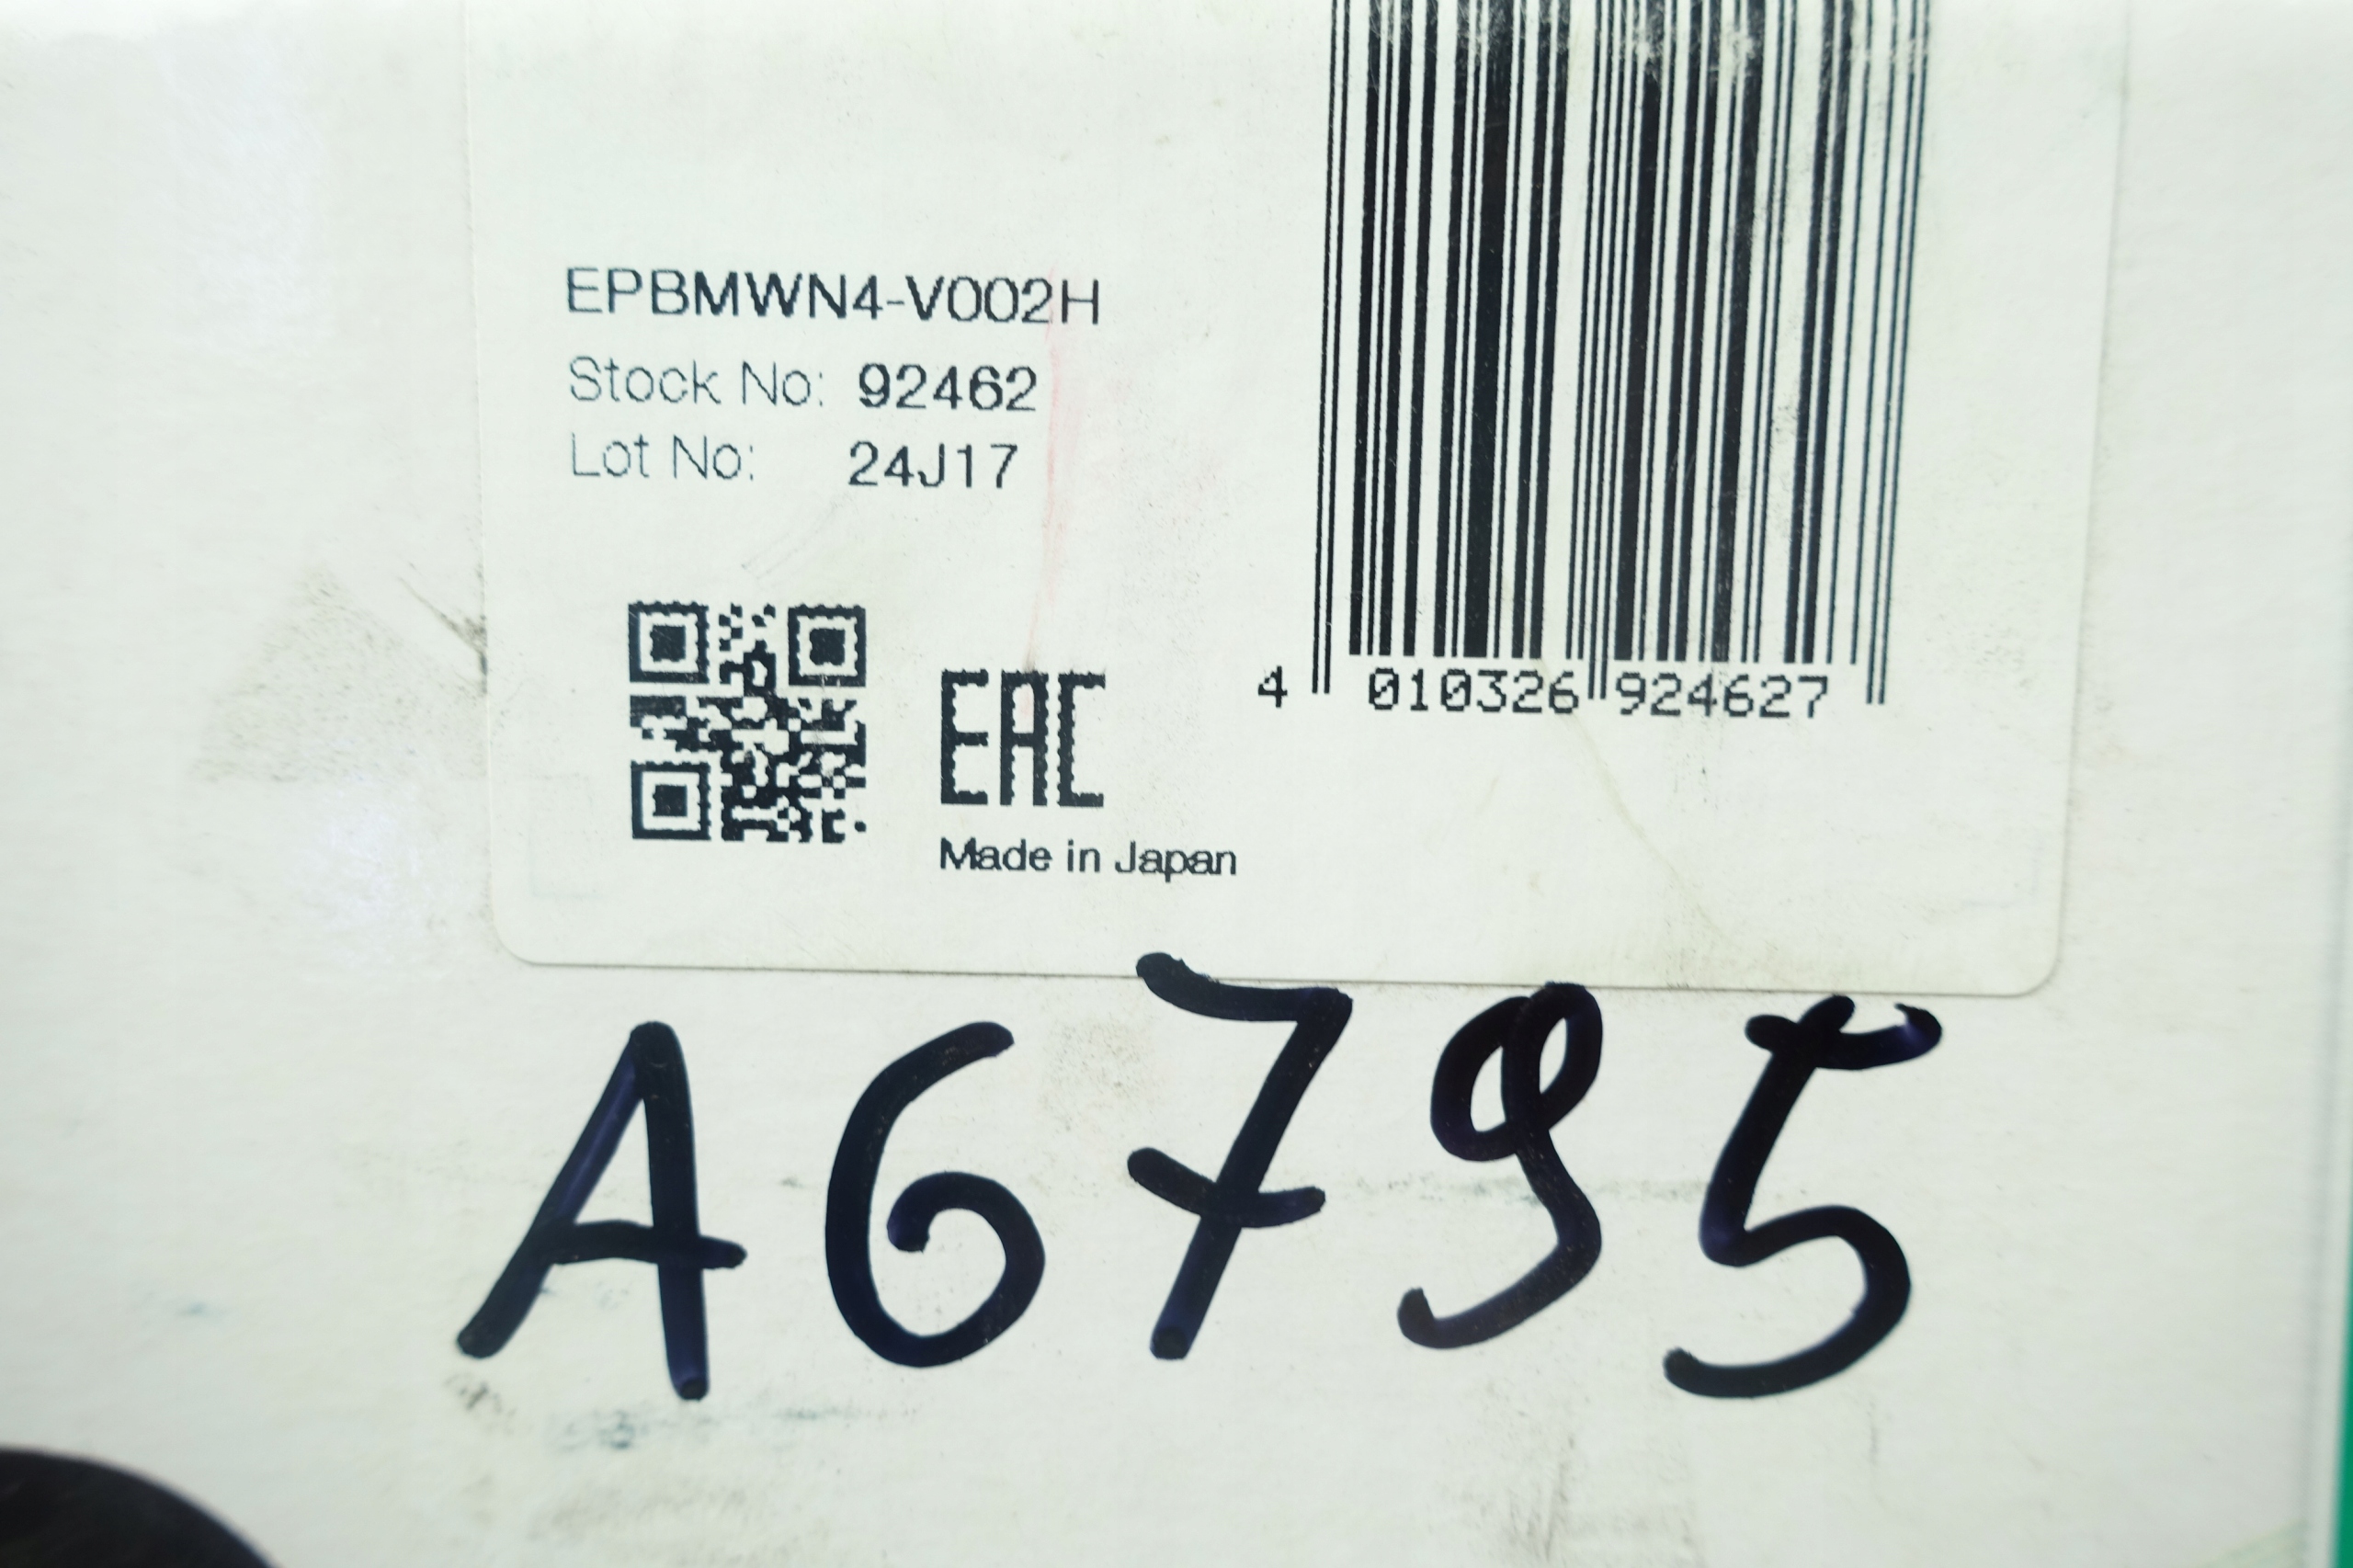 EPBMWN4-V002H
Stock No: 92462
Lot No: 24J17
EAC
Made in Japan
4 010326 924627
A6795